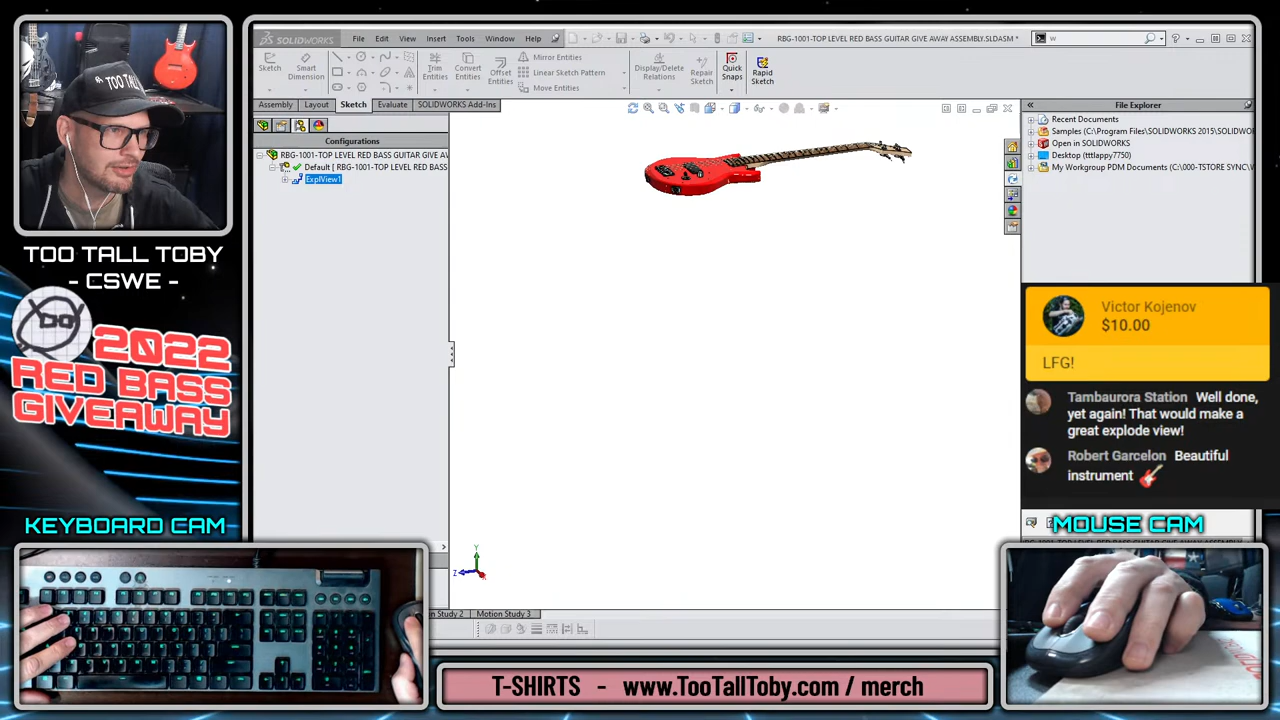 TOO TALL
TOO TALL TOBY
- CSWE -
2022
RED BASS
GIVEAWAY
KEYBOARD CAM
SOLIDWORKS
File Edit View Insert Tools Window Help
RBG-1001-TOP LEVEL RED BASS GUITAR GIVE AWAY ASSEMBLY.SLDASM *
w
Sketch
Smart
Dimension
Trim
Entities
Convert
Entities
Offset
Entities
Mirror Entities
Linear Sketch Pattern
Move Entities
Display/Delete
Relations
Repair
Sketch
Quick
Snaps
Rapid
Sketch
Assembly Layout Sketch Evaluate SOLIDWORKS Add-Ins
Configurations
RBG-1001-TOP LEVEL RED BASS GUITAR GIVE AW
Default [ RBG-1001-TOP LEVEL RED BASS
ExplView1
Y
Z
File Explorer
Recent Documents
Samples (C:\Program Files\SOLIDWORKS 2015\SOLIDWO
Open in SOLIDWORKS
Desktop (tttlappy7750)
My Workgroup PDM Documents (C:\000-TSTORE SYNC\W
Victor Kojenov
$10.00
LFG!
Tambaurora Station Well done,
yet again! That would make a
great explode view!
Robert Garcelon Beautiful
instrument 🎸
MOUSE CAM
n Study 2 Motion Study 3
T-SHIRTS - www.TooTallToby.com / merch